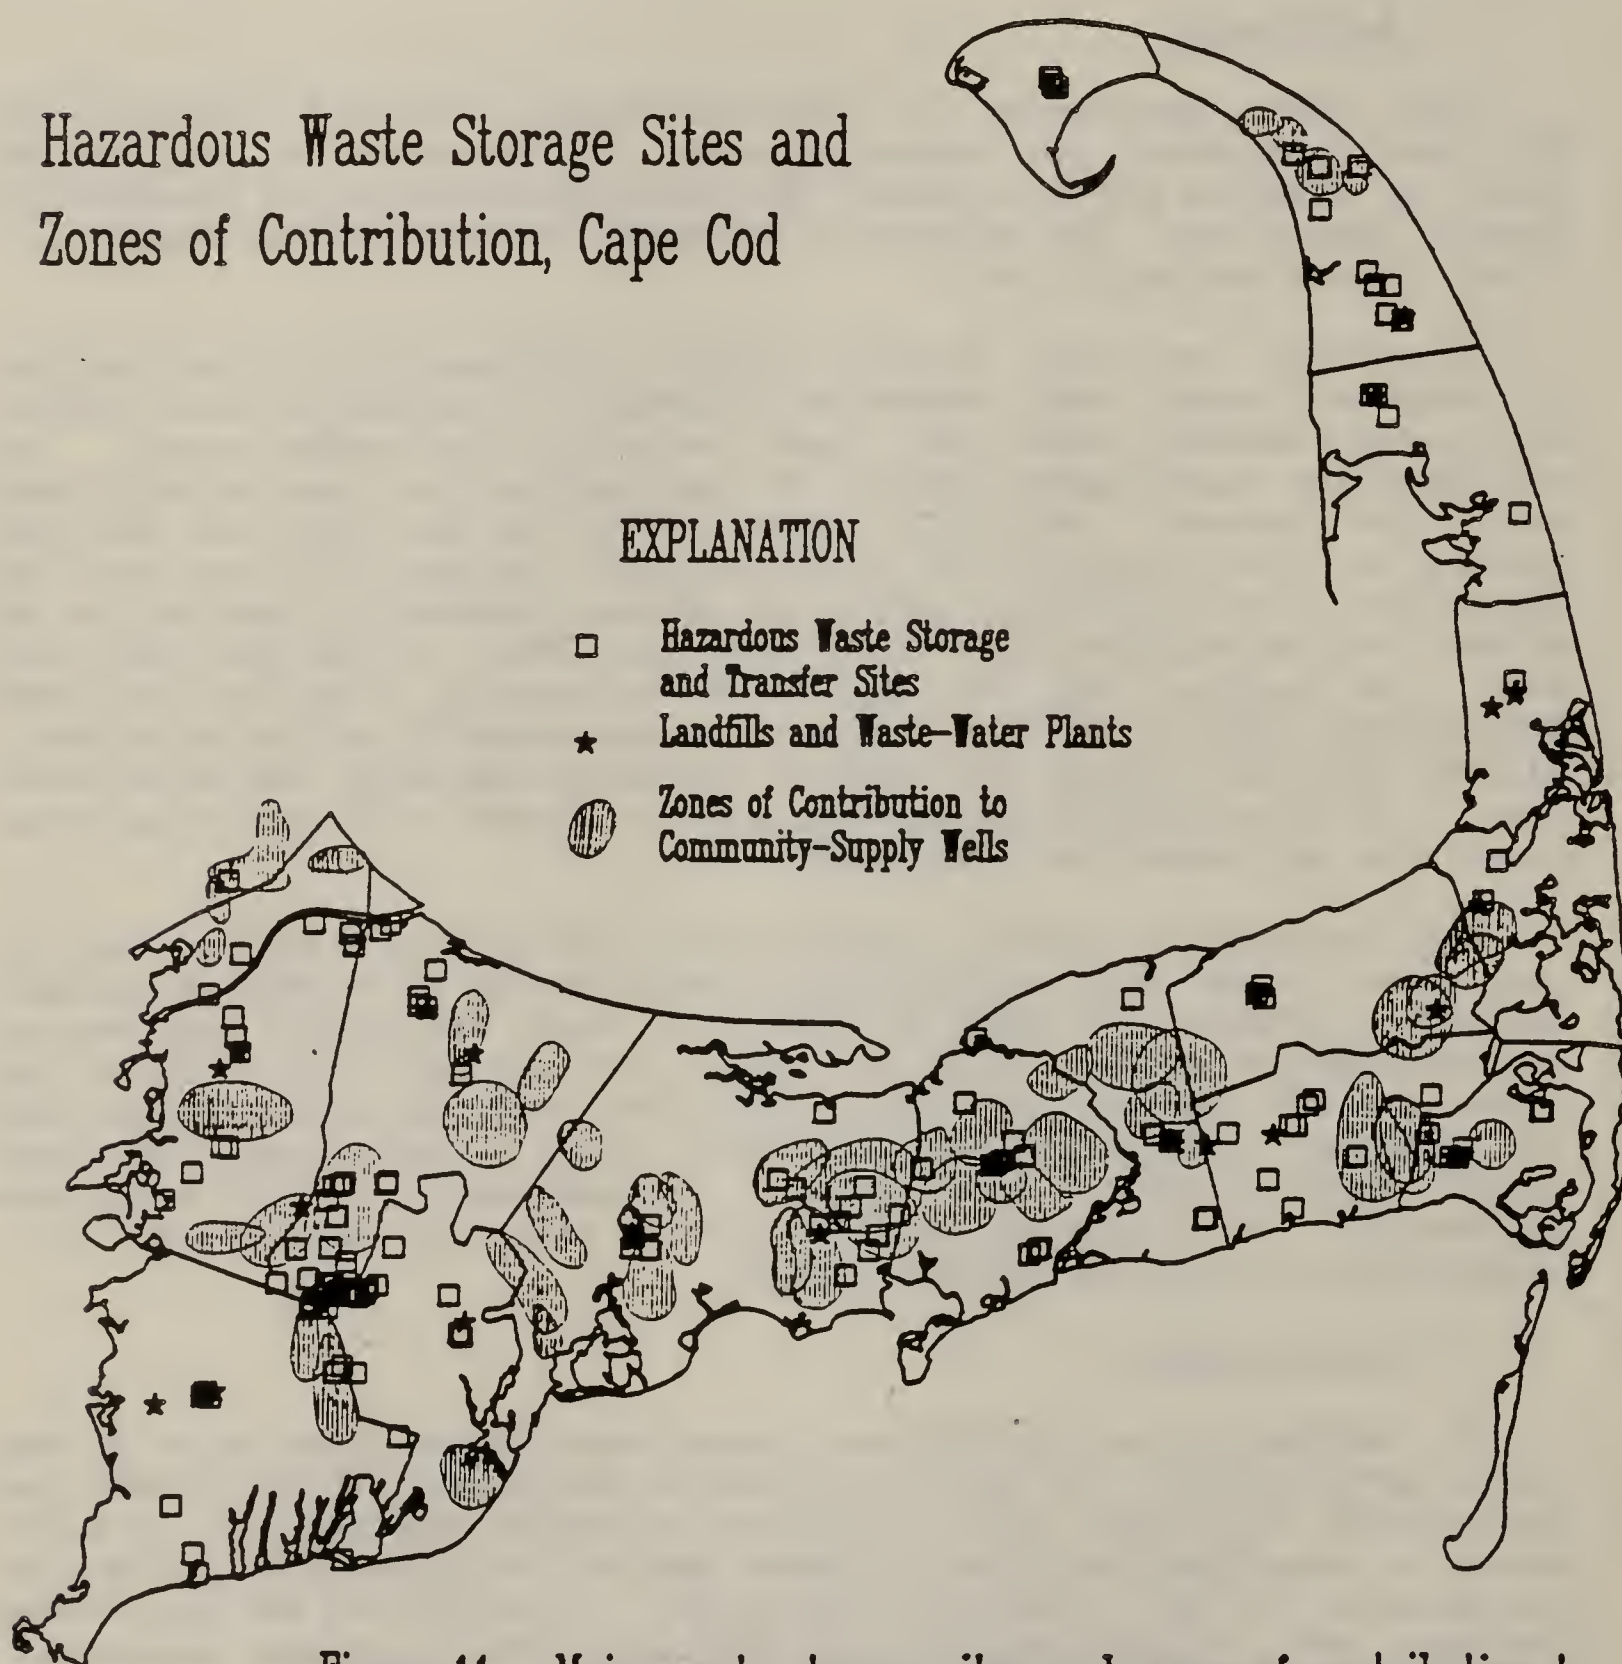 Hazardous Waste Storage Sites and
Zones of Contribution, Cape Cod
EXPLANATION
Hazardous Waste Storage
and Transfer Sites
Landfills and Waste-Water Plants
Zones of Contribution to
Community-Supply Wells